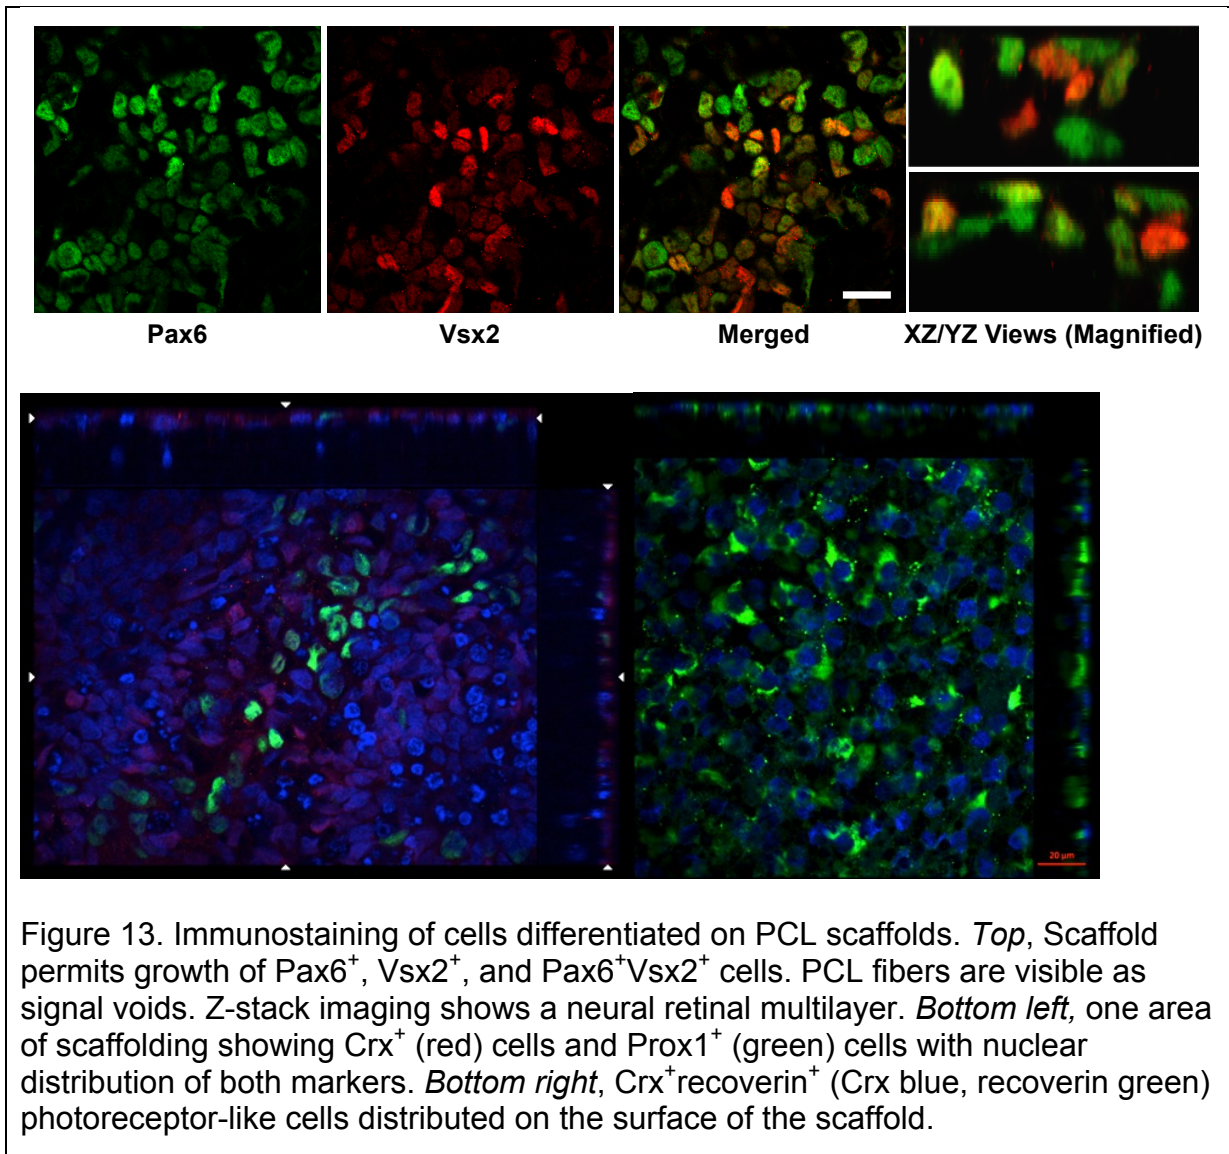 Pax6 Vsx2 Merged XZ/YZ Views (Magnified)
20 µm
Figure 13. Immunostaining of cells differentiated on PCL scaffolds. Top, Scaffold
permits growth of Pax6⁺, Vsx2⁺, and Pax6⁺Vsx2⁺ cells. PCL fibers are visible as
signal voids. Z-stack imaging shows a neural retinal multilayer. Bottom left, one area
of scaffolding showing Crx⁺ (red) cells and Prox1⁺ (green) cells with nuclear
distribution of both markers. Bottom right, Crx⁺recoverin⁺ (Crx blue, recoverin green)
photoreceptor-like cells distributed on the surface of the scaffold.